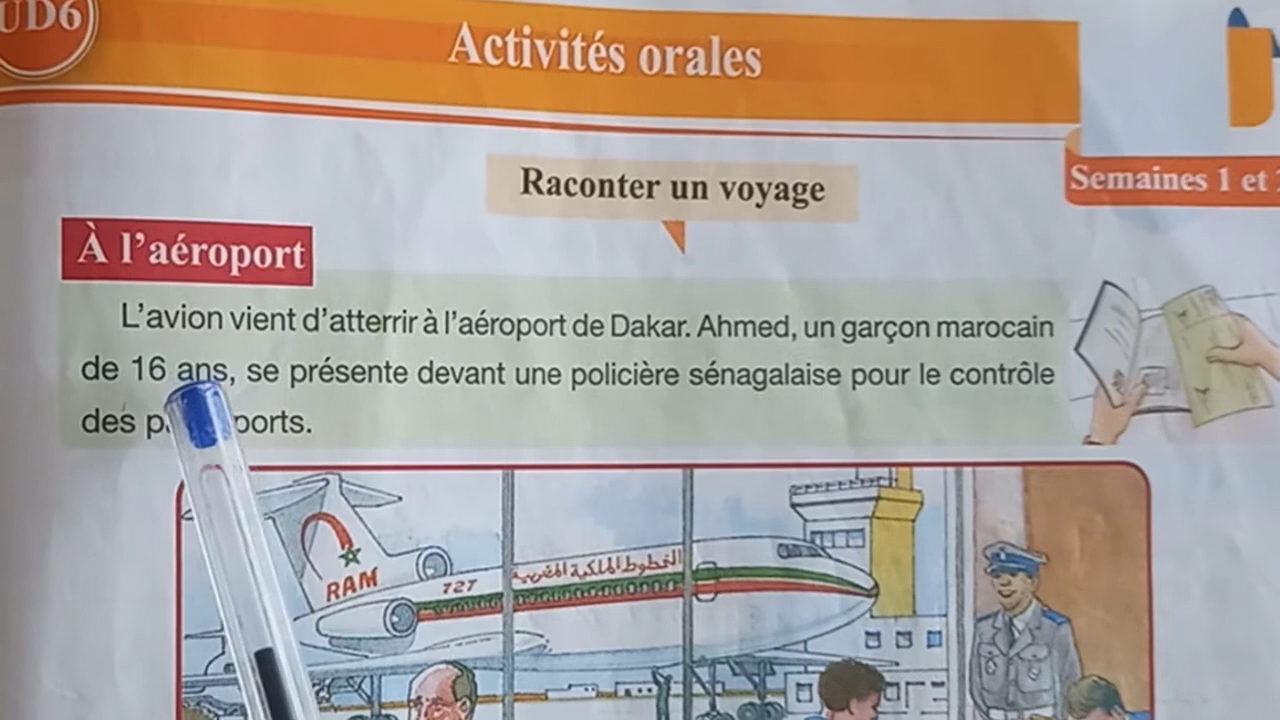 UD6
Activités orales
Raconter un voyage
Semaines 1 et
À l'aéroport
L'avion vient d'atterrir à l'aéroport de Dakar. Ahmed, un garçon marocain
de 16 ans, se présente devant une policière sénagalaise pour le contrôle
des
RAM
727
الخطوط الملكية المغربية